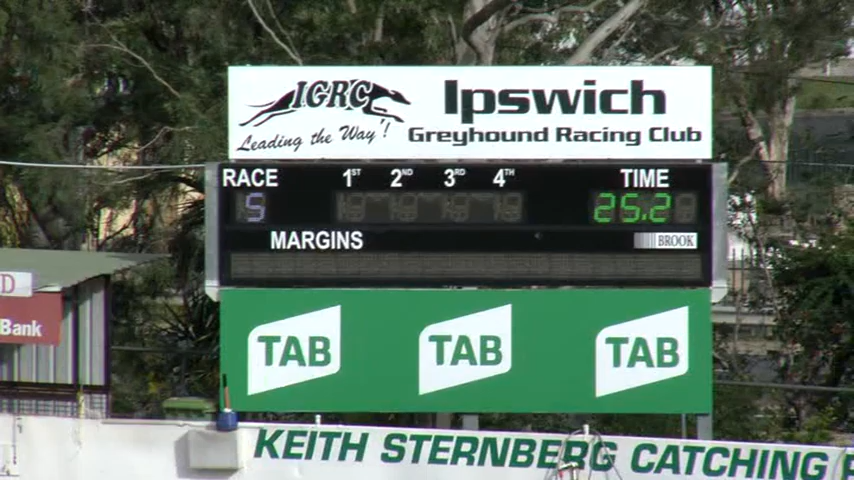 IGRC
Leading the Way!
Ipswich
Greyhound Racing Club
RACE 1ST 2ND 3RD 4TH TIME
5 25.2
MARGINS BROOK
D
Bank
TAB TAB TAB
KEITH STERNBERG CATCHING